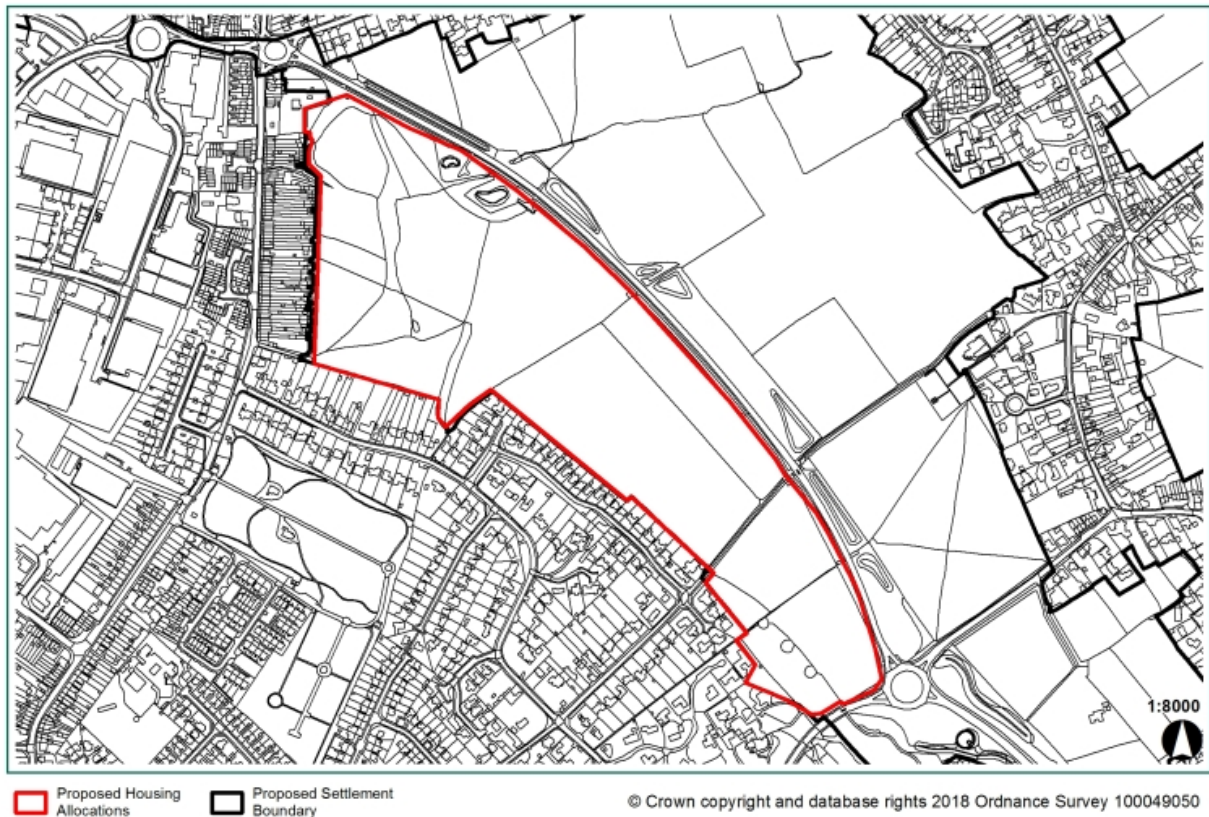 1:8000
Proposed Housing
Allocations
Proposed Settlement
Boundary
© Crown copyright and database rights 2018 Ordnance Survey 100049050